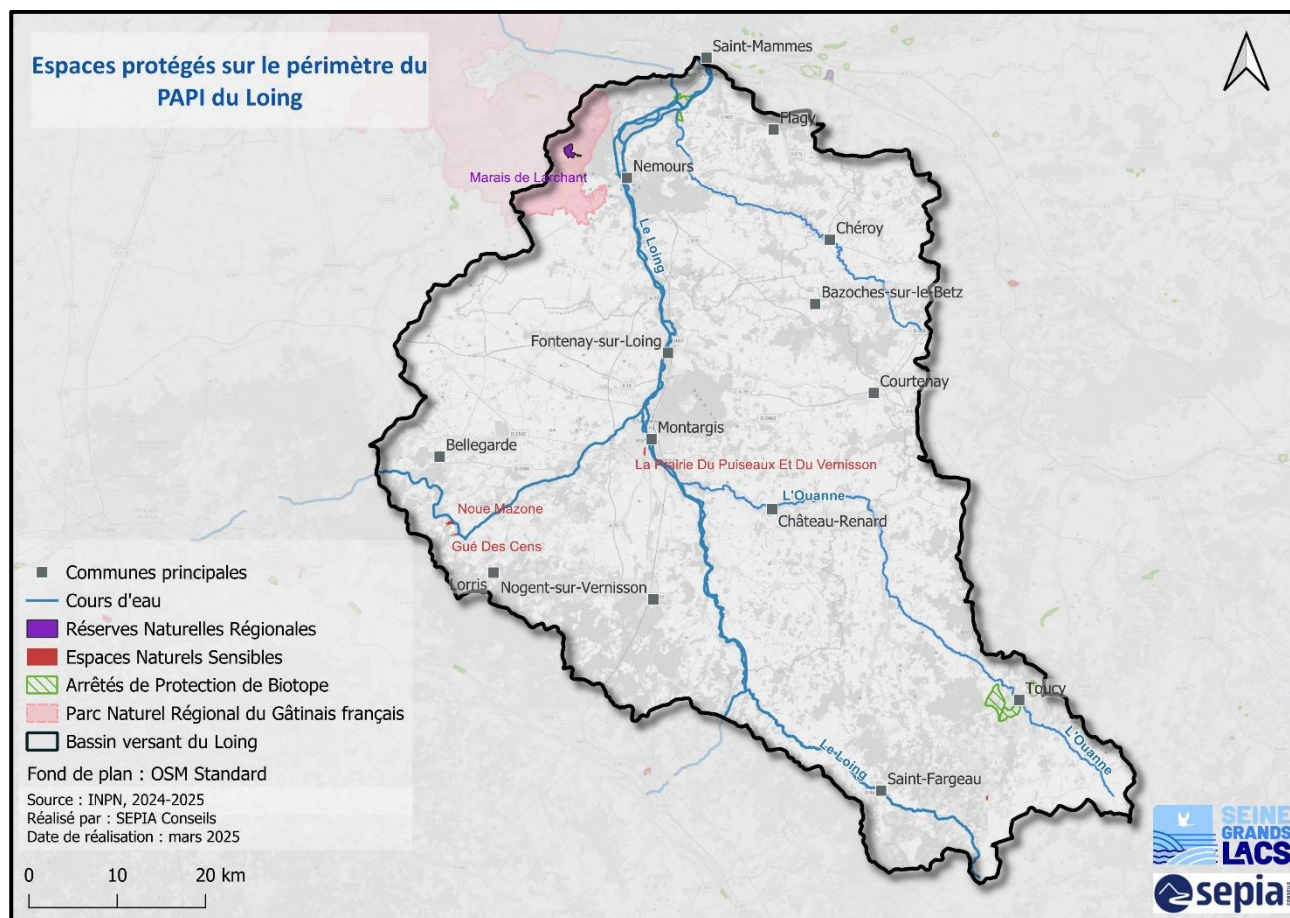 Espaces protégés sur le périmètre du
PAPI du Loing
Saint-Mammes
Flagy
Marais de Larchant
Nemours
Le Loing
Chéroy
Bazoches-sur-le-Betz
Fontenay-sur-Loing
Courtenay
Montargis
Bellegarde
La Prairie Du Puiseaux Et Du Vernisson
L'Ouanne
Château-Renard
Noue Mazone
Gué Des Cens
Lorris
Nogent-sur-Vernisson
Toucy
L'Ouanne
Le Loing
Saint-Fargeau
Communes principales
Cours d'eau
Réserves Naturelles Régionales
Espaces Naturels Sensibles
Arrêtés de Protection de Biotope
Parc Naturel Régional du Gâtinais français
Bassin versant du Loing
Fond de plan : OSM Standard
Source : INPN, 2024-2025
Réalisé par : SEPIA Conseils
Date de réalisation : mars 2025
0 10 20 km
SEINE
GRANDS
LACS
sepia